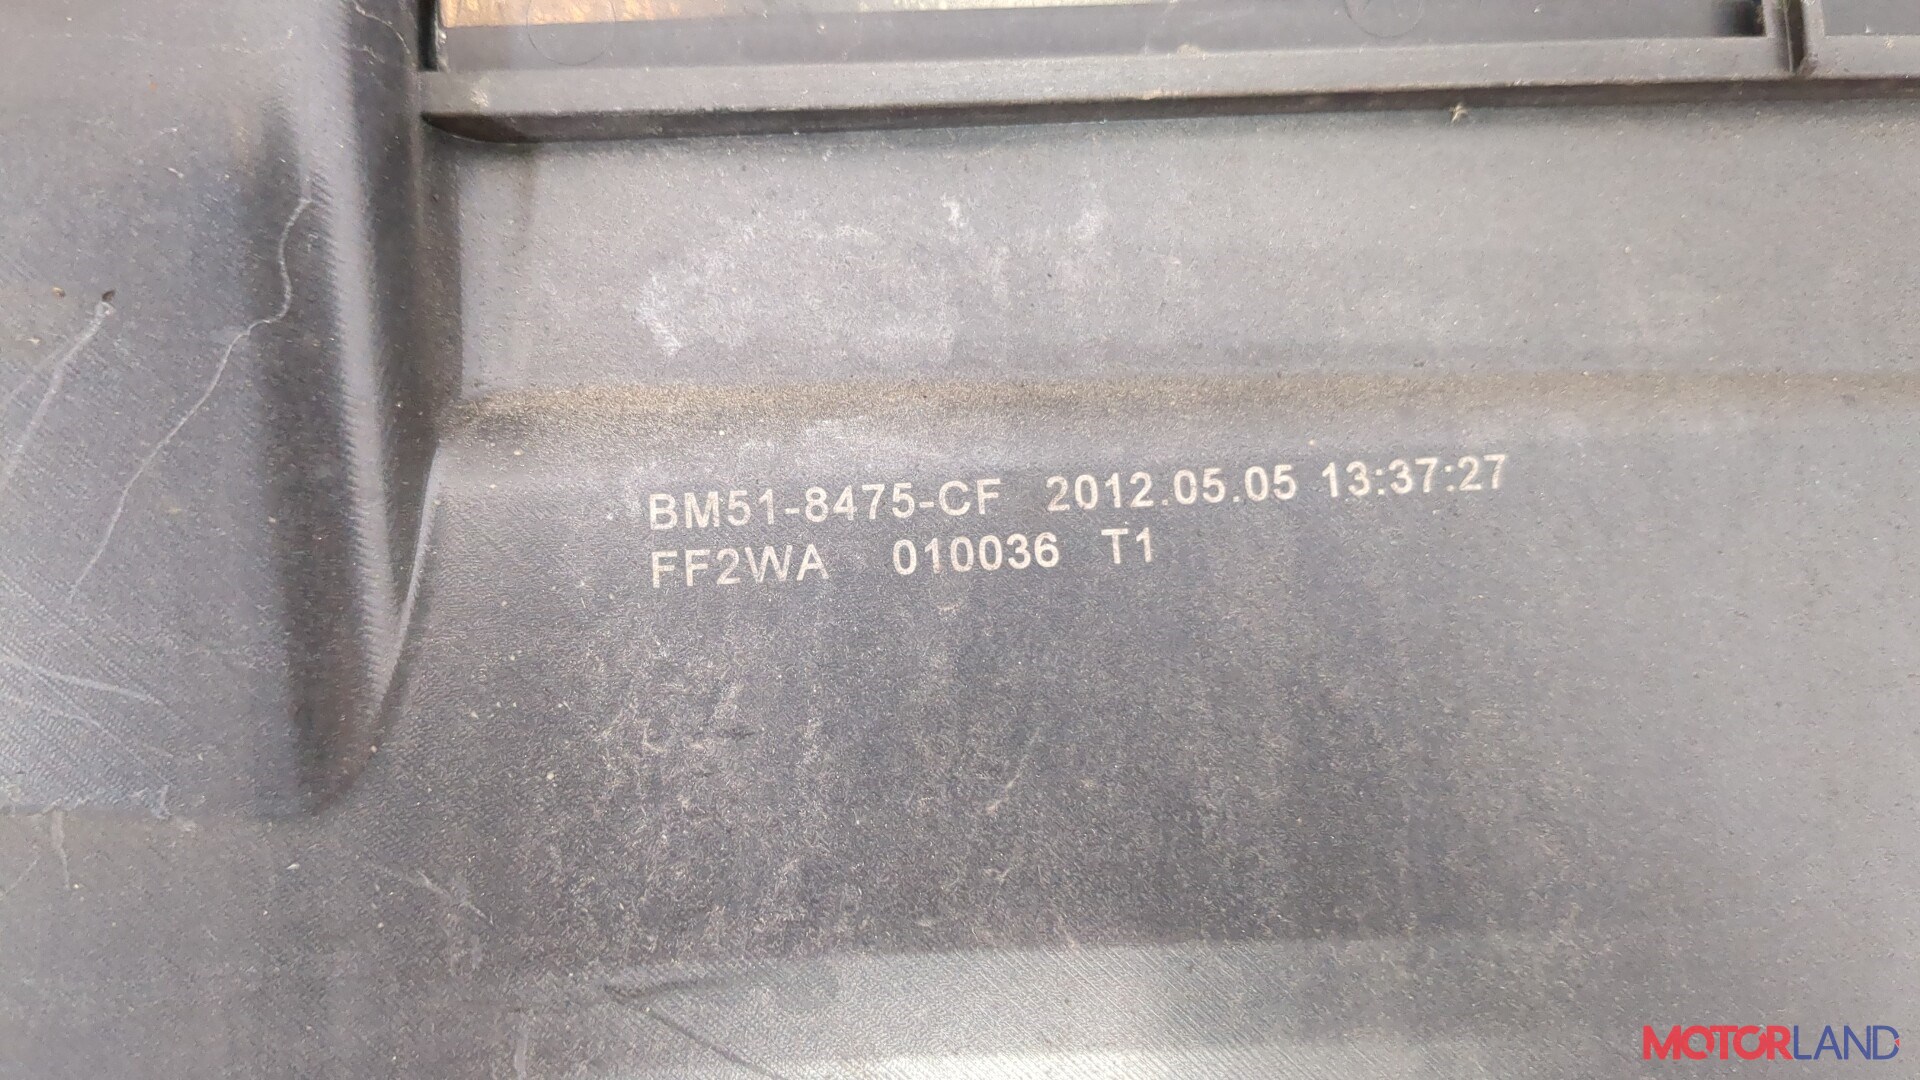 BM51-8475-CF 2012.05.05 13:37:27
FF2WA 010036 T1
MOTORLAND